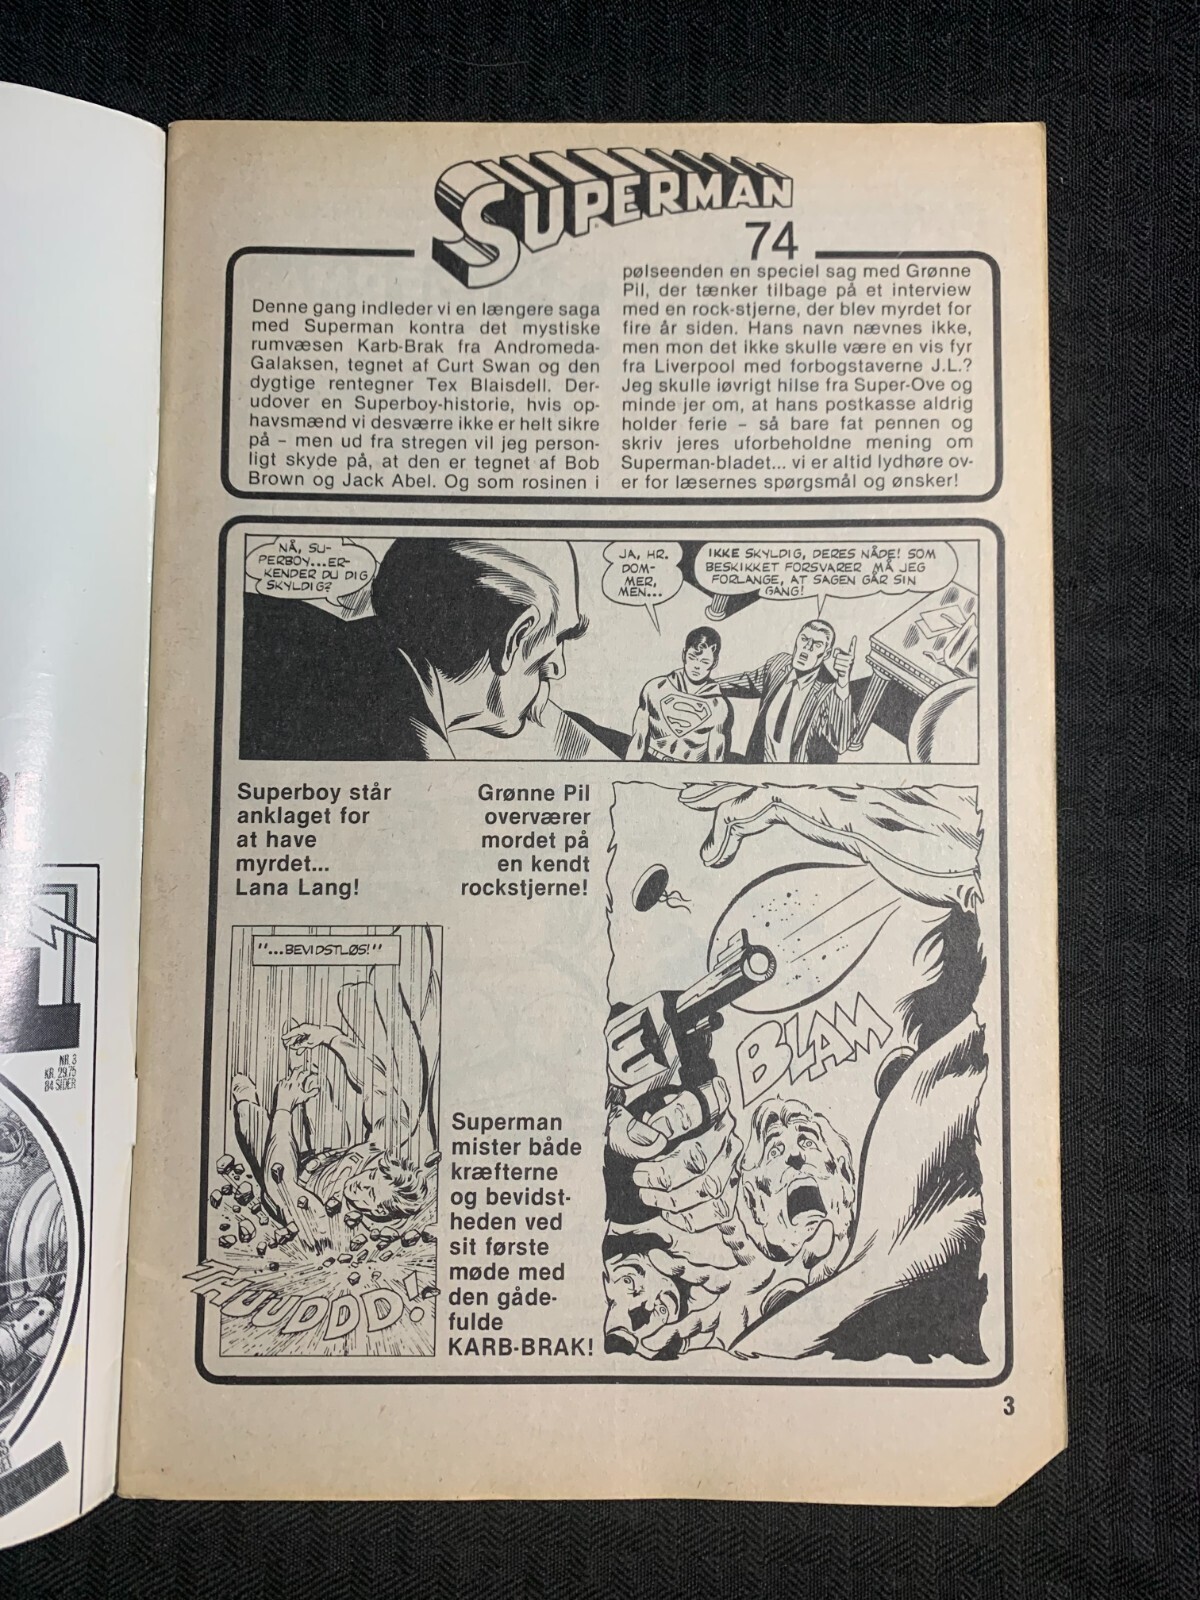 SUPERMAN
74
Denne gang indleder vi en længere saga
med Superman kontra det mystiske
rumvæsen Karb-Brak fra Andromeda-
Galaksen, tegnet af Curt Swan og den
dygtige rentegner Tex Blaisdell. Der-
udover en Superboy-historie, hvis op-
havsmænd vi desværre ikke er helt sikre
på – men ud fra stregen vil jeg person-
ligt skyde på, at den er tegnet af Bob
Brown og Jack Abel. Og som rosinen i
pølseenden en speciel sag med Grønne
Pil, der tænker tilbage på et interview
med en rock-stjerne, der blev myrdet for
fire år siden. Hans navn nævnes ikke,
men mon det ikke skulle være en vis fyr
fra Liverpool med forbogstaverne J.L.?
Jeg skulle iøvrigt hilse fra Super-Ove og
minde jer om, at hans postkasse aldrig
holder ferie – så bare fat pennen og
skriv jeres uforbeholdne mening om
Superman-bladet... vi er altid lydhøre ov-
er for læsernes spørgsmål og ønsker!
NÅ, SU-
PERBOY...ER-
KENDER DU DIG
SKYLDIG?
JA, HR.
DOM-
MER,
MEN...
IKKE SKYLDIG, DERES NÅDE! SOM
BESKIKKET FORSVARER MÅ JEG
FORLANGE, AT SAGEN GÅR SIN
GANG!
Superboy står
anklaget for
at have
myrdet...
Lana Lang!
Grønne Pil
overværer
mordet på
en kendt
rockstjerne!
"...BEVIDSTLØS!"
THUUDDD!
BLAM
Superman
mister både
kræfterne
og bevidst-
heden ved
sit første
møde med
den gåde-
fulde
KARB-BRAK!
3
NR. 3
KR. 29.75
84 SIDER